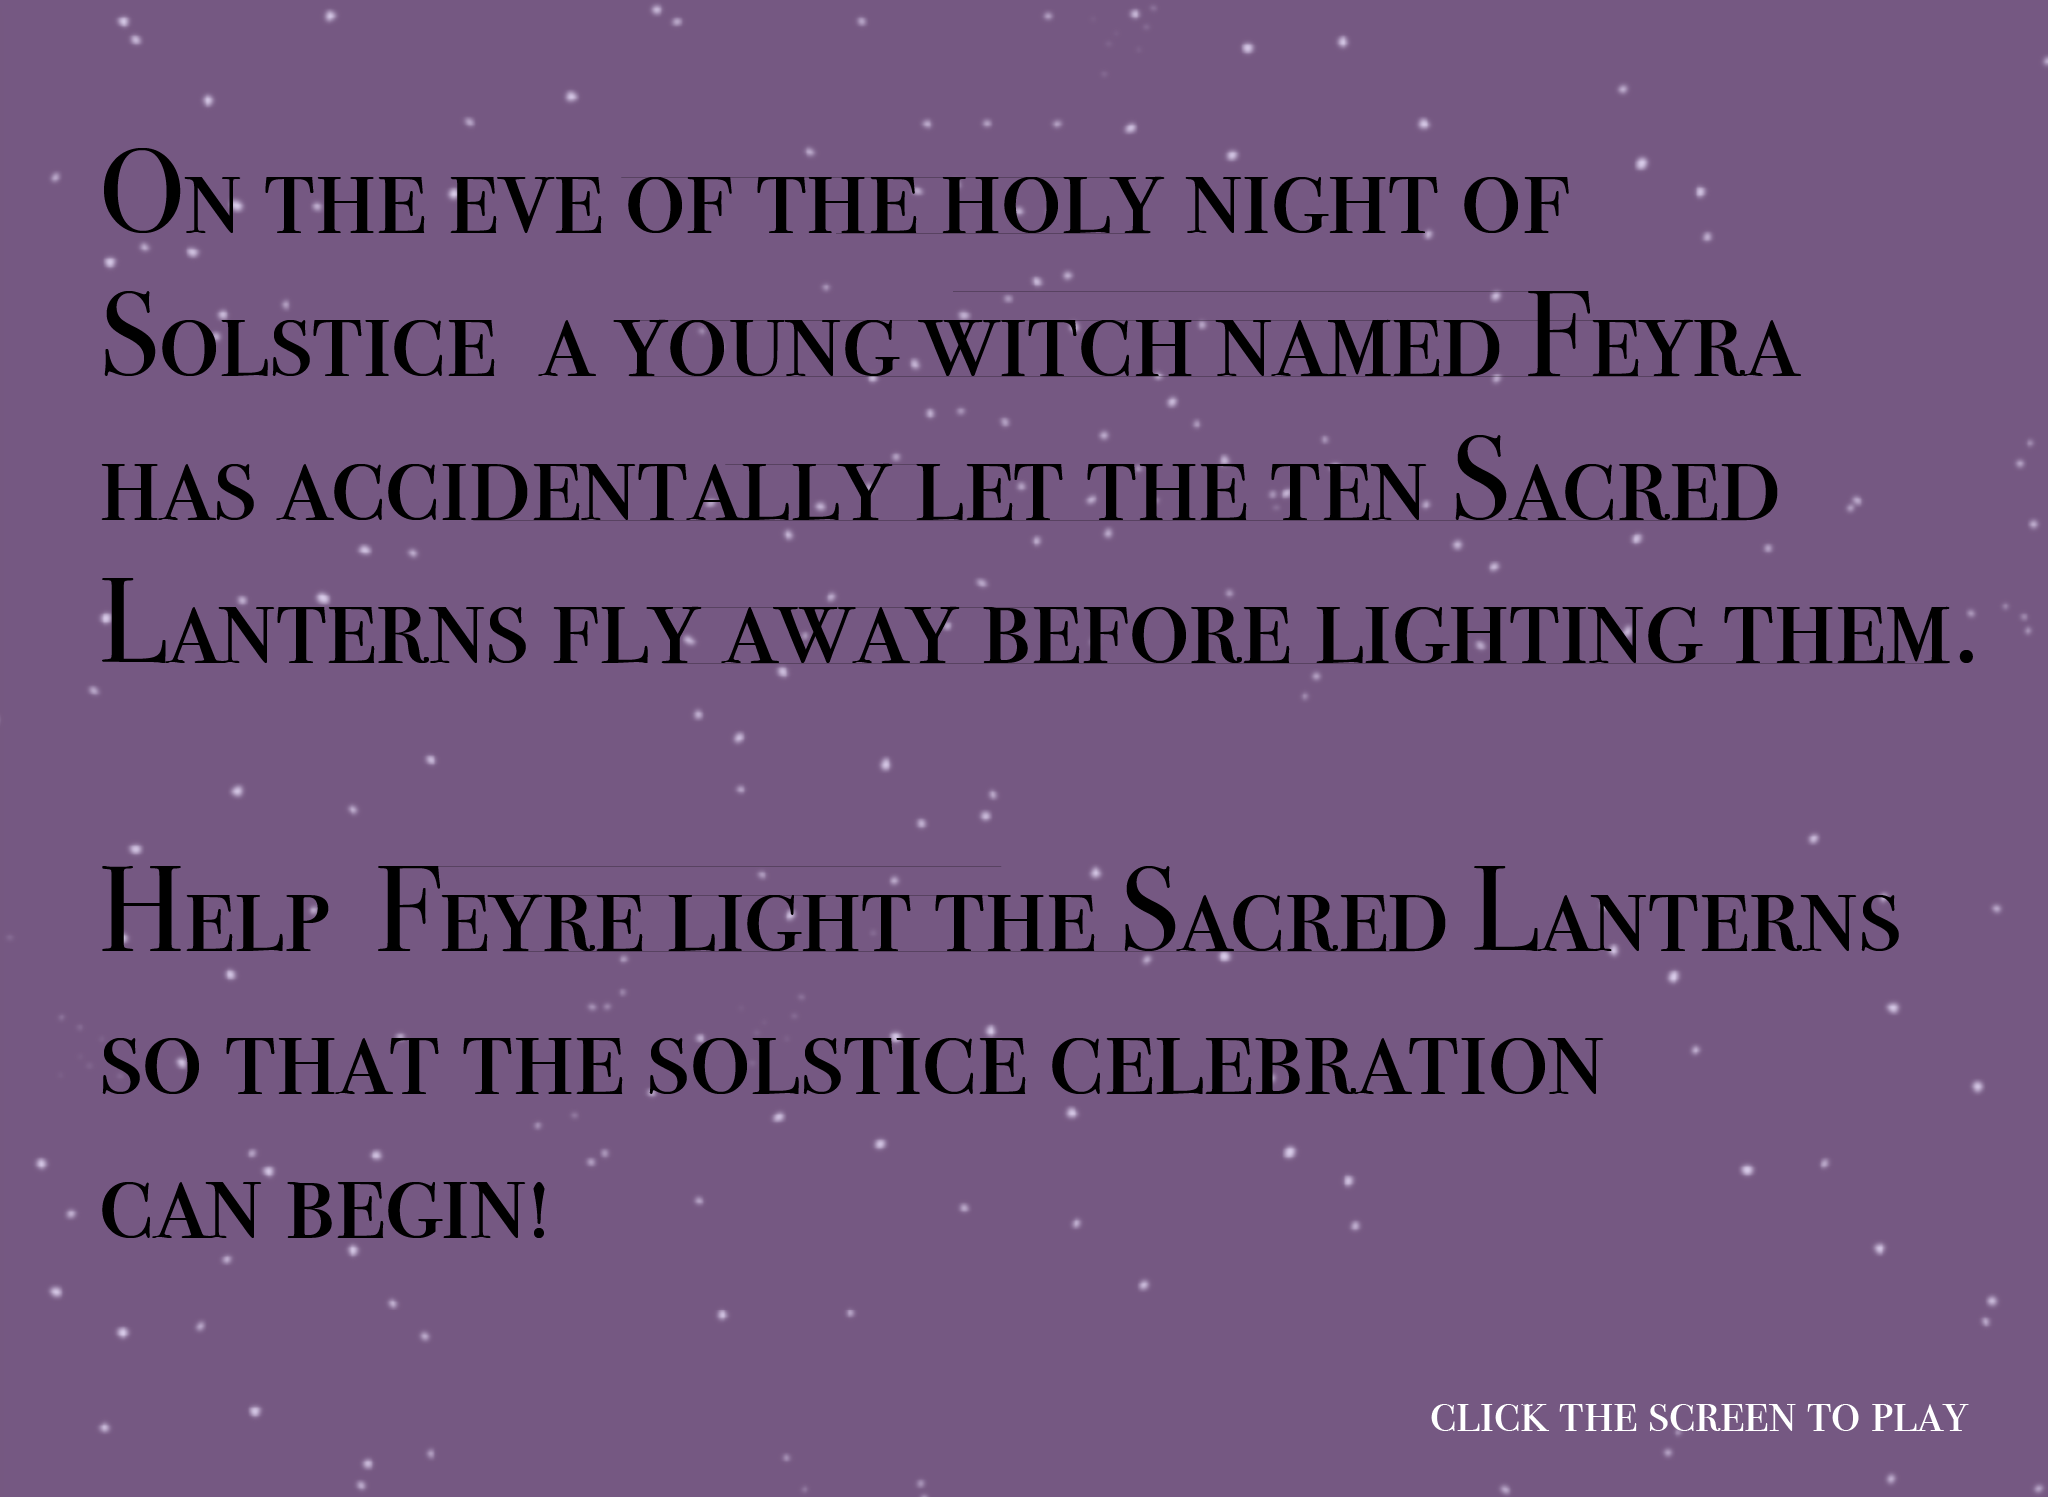 On the eve of the holy night of
Solstice a young witch named Feyra
has accidentally let the ten Sacred
Lanterns fly away before lighting them.
Help Feyre light the Sacred Lanterns
so that the solstice celebration
can begin!
click the screen to play